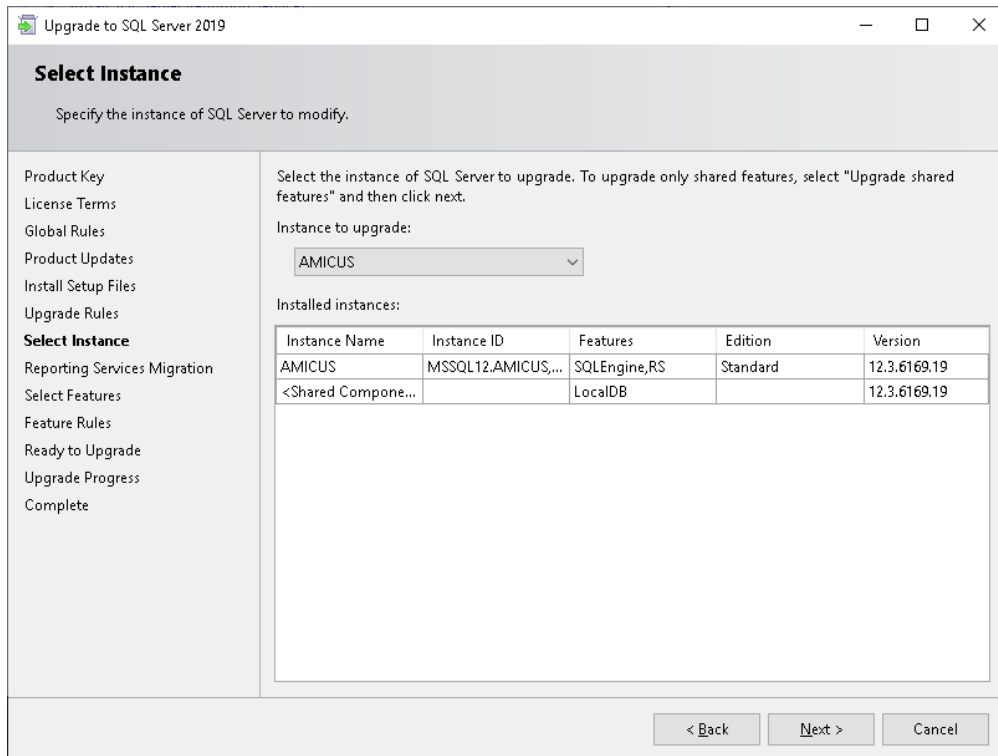 Upgrade to SQL Server 2019
Select Instance
Specify the instance of SQL Server to modify.
Product Key
License Terms
Global Rules
Product Updates
Install Setup Files
Upgrade Rules
Select Instance
Reporting Services Migration
Select Features
Feature Rules
Ready to Upgrade
Upgrade Progress
Complete
Select the instance of SQL Server to upgrade. To upgrade only shared features, select "Upgrade shared
features" and then click next.
Instance to upgrade:
AMICUS
Installed instances:
Instance Name Instance ID Features Edition Version
AMICUS MSSQL12.AMICUS,... SQLEngine,RS Standard 12.3.6169.19
<Shared Compone... LocalDB 12.3.6169.19
< Back Next > Cancel